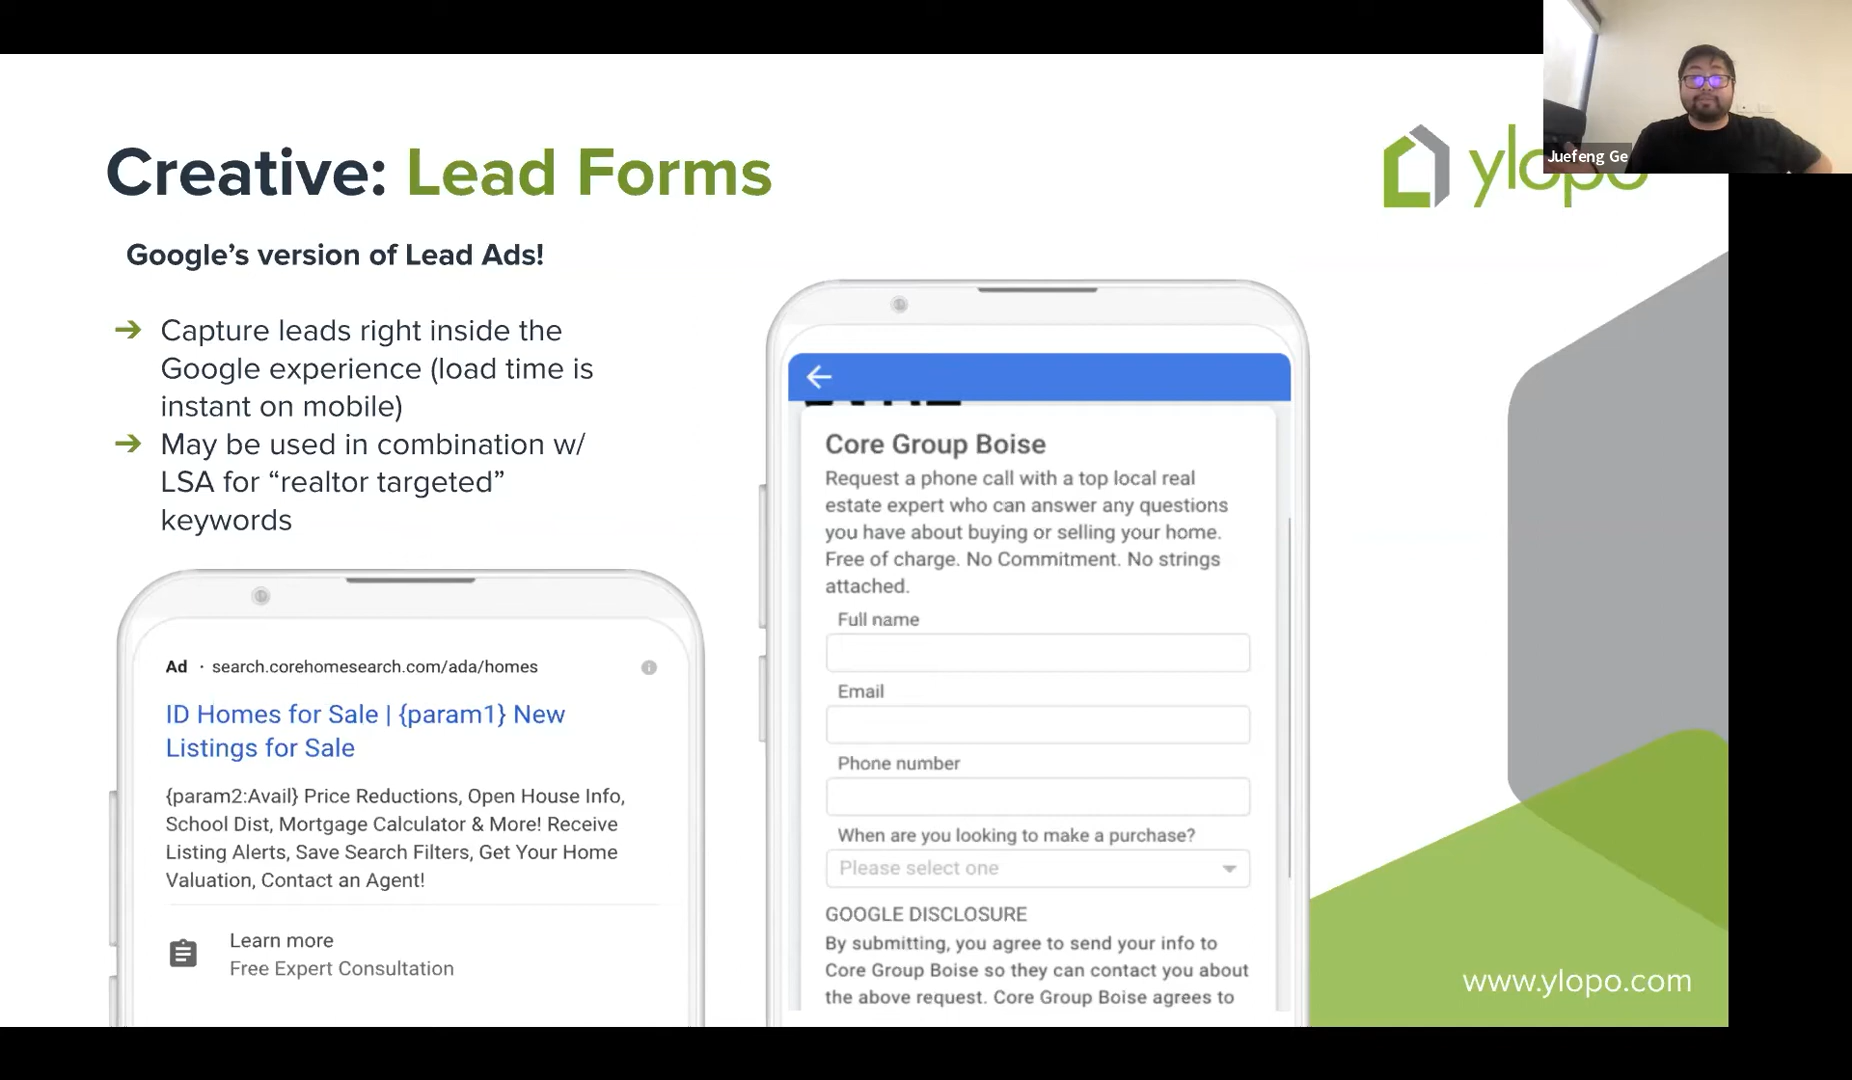 Juefeng Ge
ylopo
Creative: Lead Forms
Google’s version of Lead Ads!
➔ Capture leads right inside the
Google experience (load time is
instant on mobile)
➔ May be used in combination w/
LSA for “realtor targeted”
keywords
Ad · search.corehomesearch.com/ada/homes
ID Homes for Sale | {param1} New
Listings for Sale
{param2:Avail} Price Reductions, Open House Info,
School Dist, Mortgage Calculator & More! Receive
Listing Alerts, Save Search Filters, Get Your Home
Valuation, Contact an Agent!
Learn more
Free Expert Consultation
Core Group Boise
Request a phone call with a top local real
estate expert who can answer any questions
you have about buying or selling your home.
Free of charge. No Commitment. No strings
attached.
Full name
Email
Phone number
When are you looking to make a purchase?
Please select one
GOOGLE DISCLOSURE
By submitting, you agree to send your info to
Core Group Boise so they can contact you about
the above request. Core Group Boise agrees to
www.ylopo.com